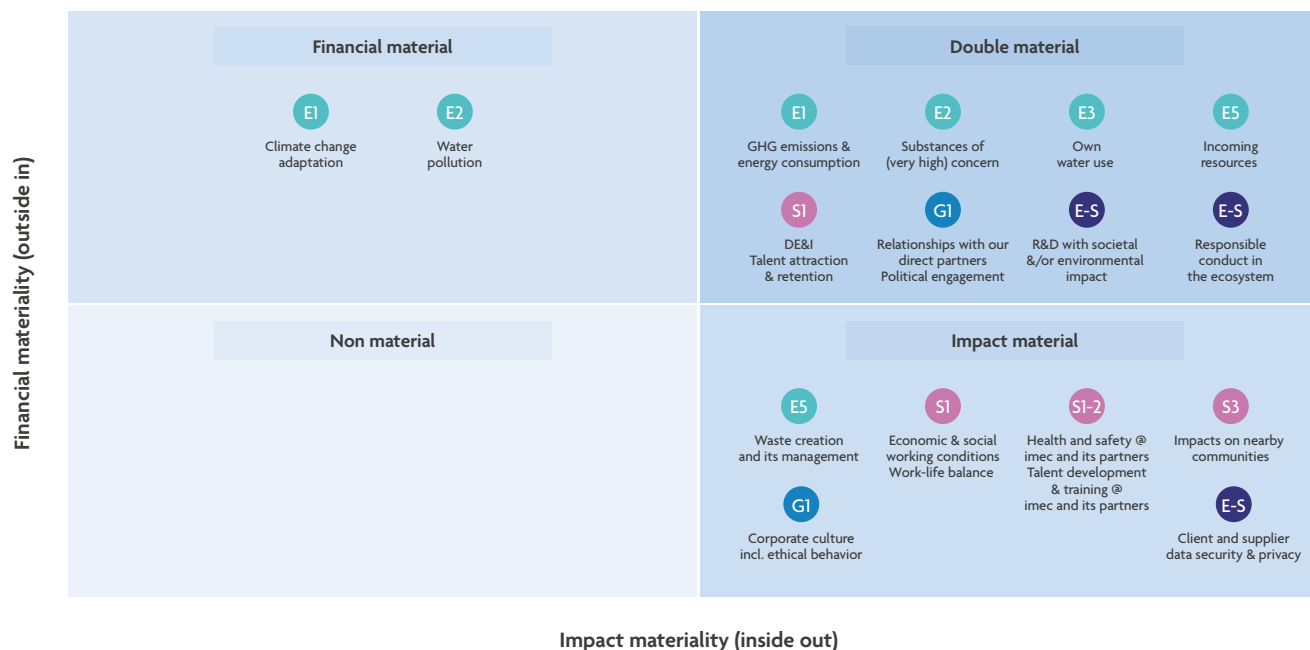 Financial materiality (outside in)
Financial material
E1
Climate change
adaptation
E2
Water
pollution
Double material
E1
GHG emissions &
energy consumption
E2
Substances of
(very high) concern
E3
Own
water use
E5
Incoming
resources
S1
DE&I
Talent attraction
& retention
G1
Relationships with our
direct partners
Political engagement
E-S
R&D with societal
&/or environmental
impact
E-S
Responsible
conduct in
the ecosystem
Non material
Impact material
E5
Waste creation
and its management
S1
Economic & social
working conditions
Work-life balance
S1-2
Health and safety @
imec and its partners
Talent development
& training @
imec and its partners
S3
Impacts on nearby
communities
G1
Corporate culture
incl. ethical behavior
E-S
Client and supplier
data security & privacy
Impact materiality (inside out)